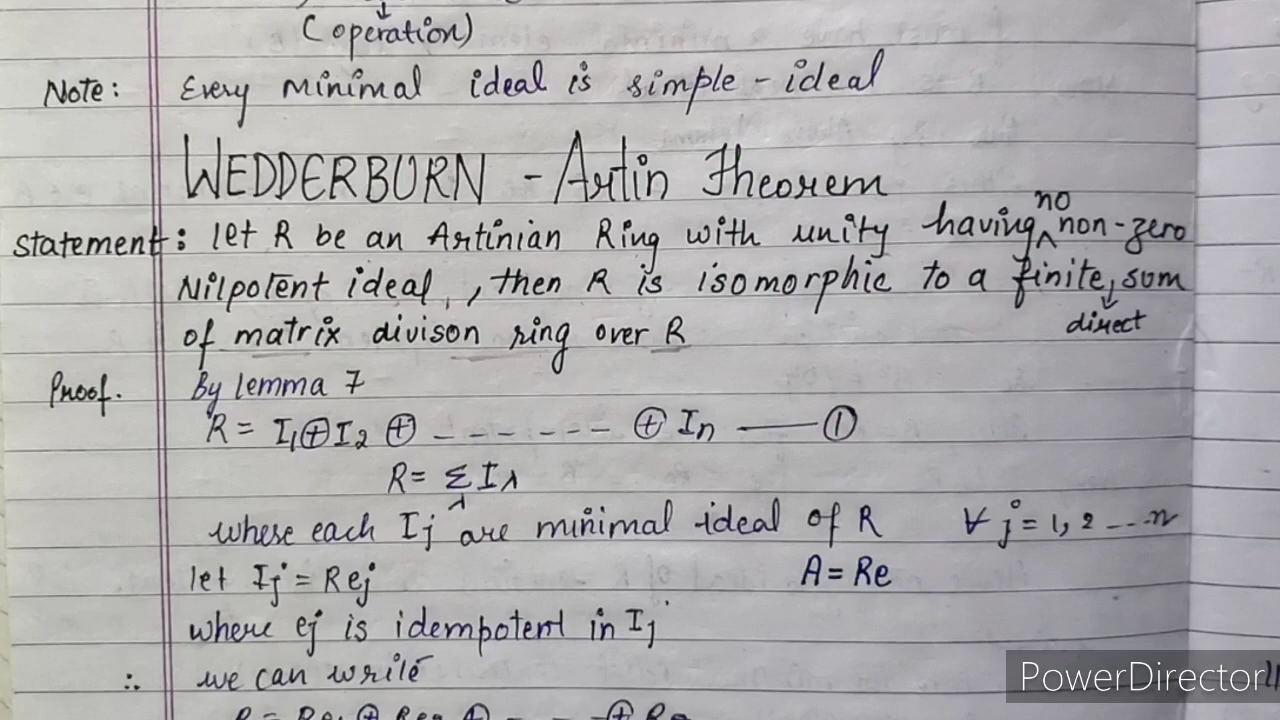 (operation)
Note: Every minimal ideal is simple-ideal
WEDDERBURN - Artin Theorem
statement: let R be an Artinian Ring with unity having no non-zero
Nilpotent ideal, , then R is isomorphic to a finite, sum
direct
of matrix divison ring over R
Proof. By lemma 7
R = I₁ ⊕ I₂ ⊕ ------ ⊕ In —— ①
R = Σ Iλ
λ
where each Ij are minimal ideal of R ∀ j = 1, 2 ... n
let Ij = Rej A = Re
where ej is idempotent in Ij
∴ we can write
PowerDirector